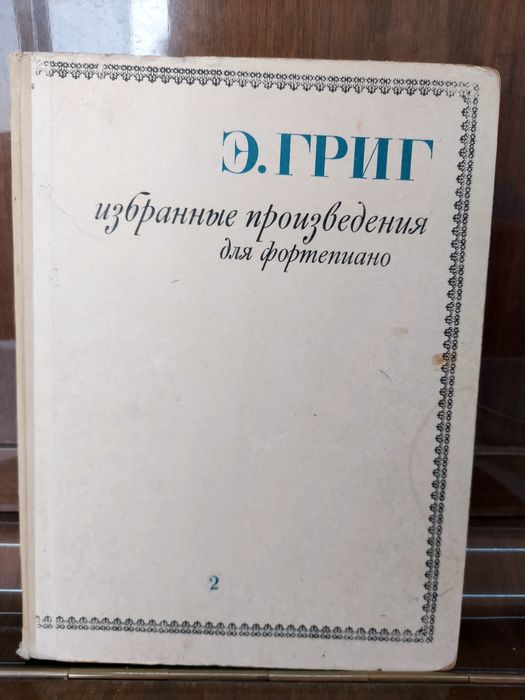 Э.ГРИГ
избранные произведения
для фортепиано
2